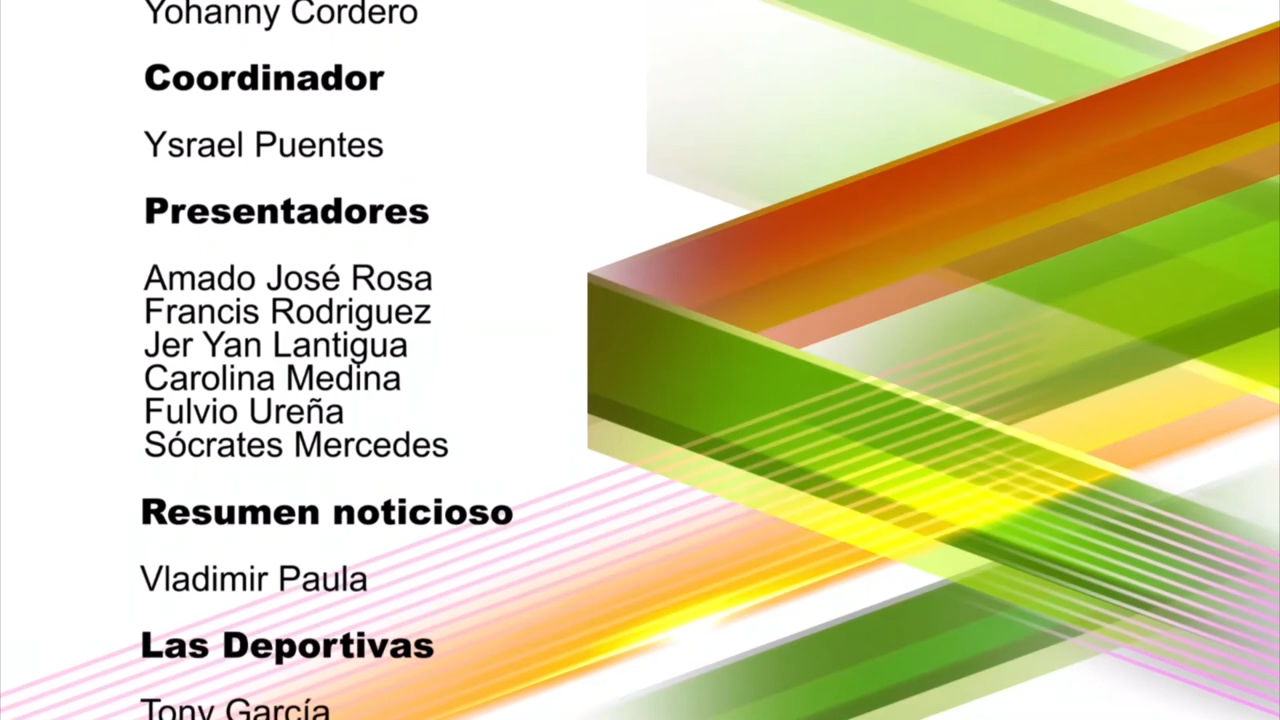 Yohanny Cordero
Coordinador
Ysrael Puentes
Presentadores
Amado José Rosa
Francis Rodriguez
Jer Yan Lantigua
Carolina Medina
Fulvio Ureña
Sócrates Mercedes
Resumen noticioso
Vladimir Paula
Las Deportivas
Tony García